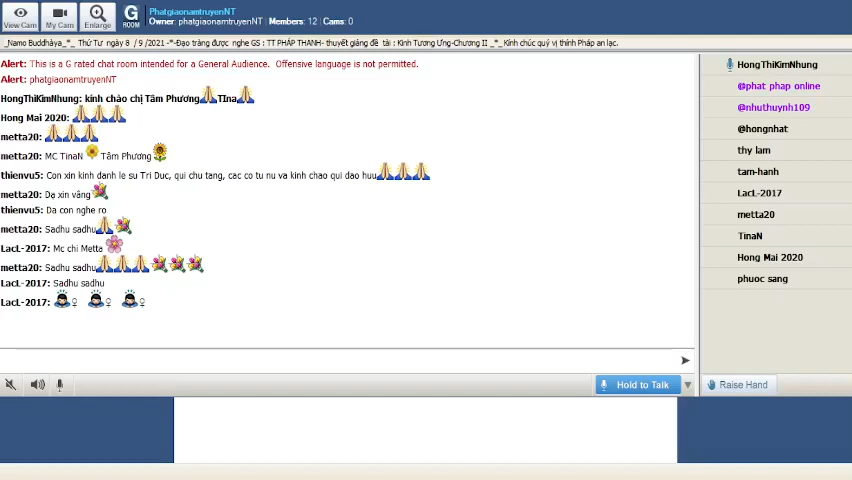 View Cam
My Cam
Enlarge
G
ROOM
PhatgiaonamtruyenNT
Owner: phatgiaonamtruyenNT | Members: 12 | Cams: 0
_Namo Buddhàya_*_ Thứ Tư ngày 8 / 9 /2021 -*-Đạo tràng được nghe GS : TT PHÁP THANH- thuyết giảng đề tài : Kinh Tương Ưng-Chương II _*_Kính chúc quý vị thính Pháp an lạc.
Alert: This is a G rated chat room intended for a General Audience. Offensive language is not permitted.
Alert: phatgiaonamtruyenNT
HongThiKimNhung: kính chào chị Tâm Phương TIna
Hong Mai 2020:
metta20:
metta20: MC TinaN Tâm Phương
thienvu5: Con xin kinh danh le su Tri Duc, qui chu tang, cac co tu nu va kinh chao qui dao huu
metta20: Dạ xin vâng
thienvu5: Da con nghe ro
metta20: Sadhu sadhu
LacL-2017: Mc chi Metta
metta20: Sadhu sadhu
LacL-2017: Sadhu sadhu
LacL-2017:
HongThiKimNhung
@phat phap online
@nhuthuynh109
@hongnhat
thy lam
tam-hanh
LacL-2017
metta20
TinaN
Hong Mai 2020
phuoc sang
Hold to Talk
Raise Hand